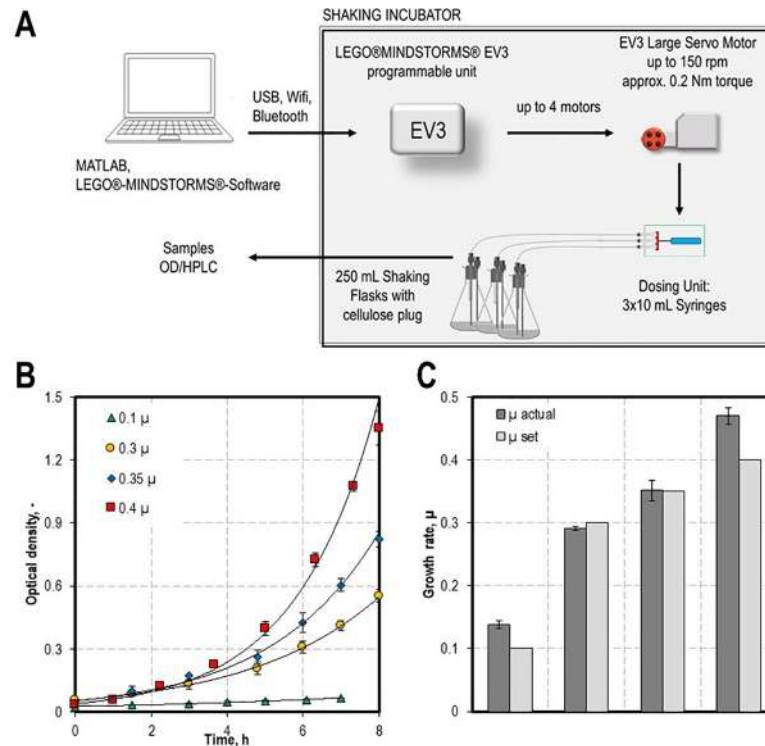 A
SHAKING INCUBATOR
LEGO®MINDSTORMS® EV3
programmable unit
EV3 Large Servo Motor
up to 150 rpm
approx. 0.2 Nm torque
USB, Wifi,
Bluetooth
EV3
up to 4 motors
MATLAB,
LEGO®-MINDSTORMS®-Software
Samples
OD/HPLC
250 mL Shaking
Flasks with
cellulose plug
Dosing Unit:
3x10 mL Syringes
B
1.5
1.2
0.9
0.6
0.3
0
Optical density, -
0.1 µ
0.3 µ
0.35 µ
0.4 µ
0 2 4 6 8
Time, h
C
0.5
0.4
0.3
0.2
0.1
0
Growth rate, µ
µ actual
µ set